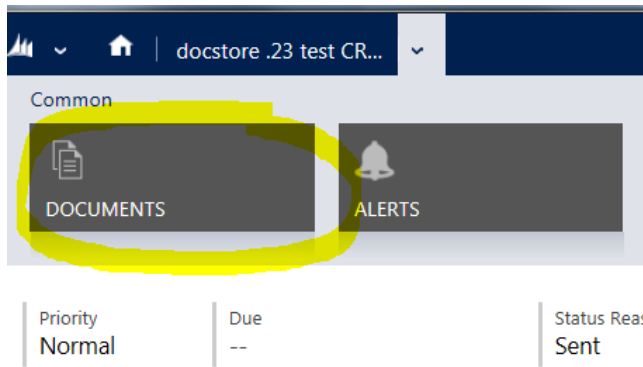 docstore .23 test CR...
Common
DOCUMENTS
ALERTS
Priority
Due
Status Reas
Normal
--
Sent